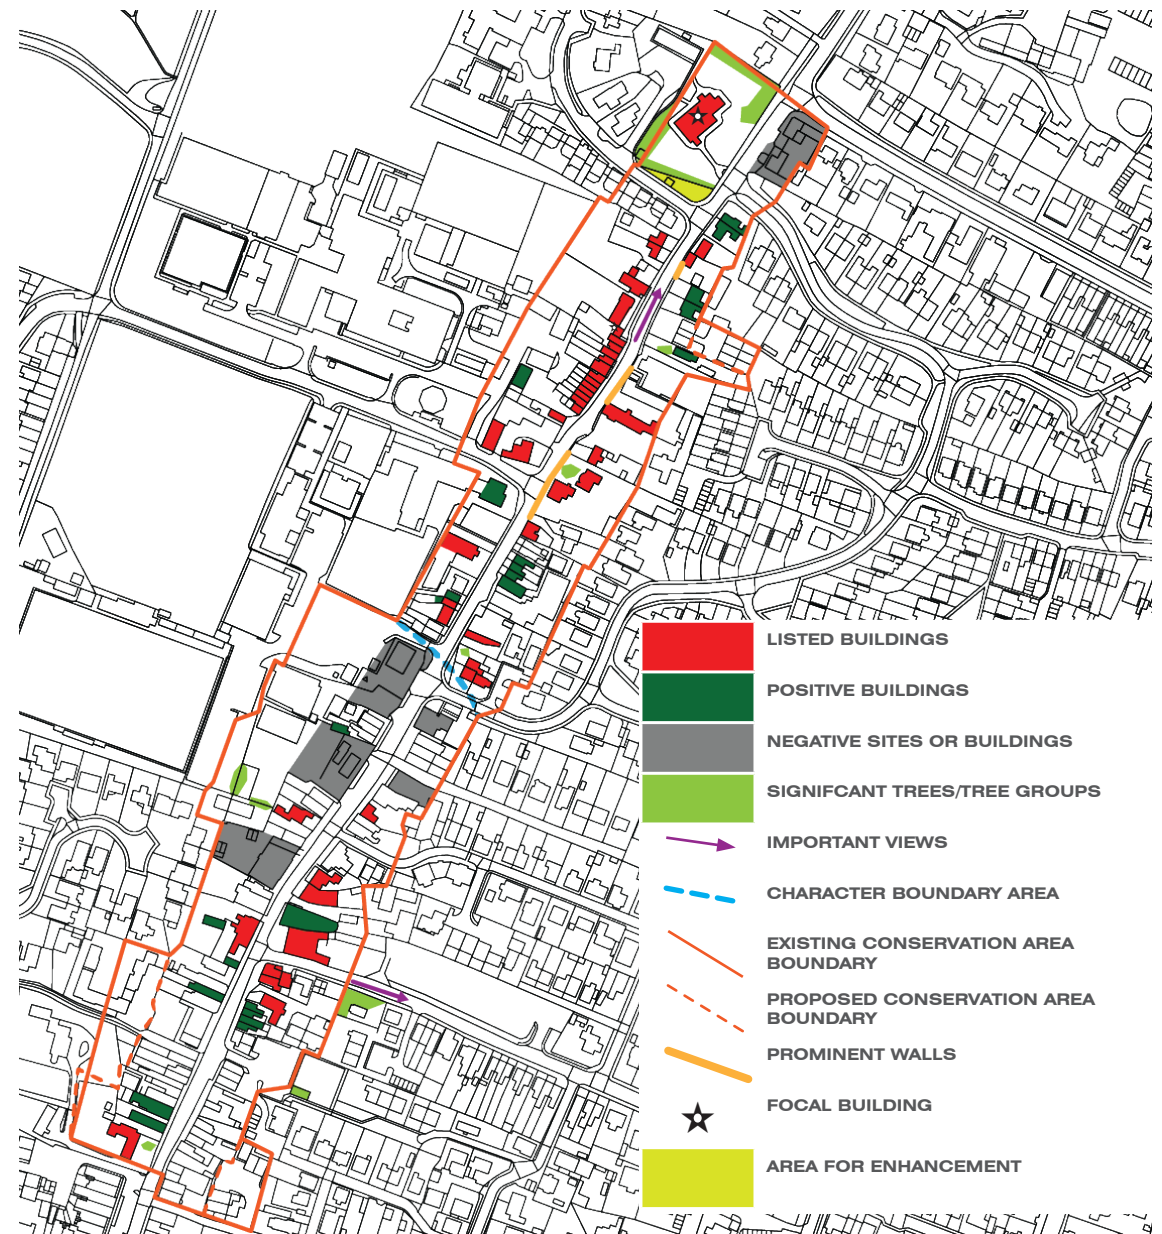 LISTED BUILDINGS
POSITIVE BUILDINGS
NEGATIVE SITES OR BUILDINGS
SIGNIFCANT TREES/TREE GROUPS
IMPORTANT VIEWS
CHARACTER BOUNDARY AREA
EXISTING CONSERVATION AREA
BOUNDARY
PROPOSED CONSERVATION AREA
BOUNDARY
PROMINENT WALLS
FOCAL BUILDING
AREA FOR ENHANCEMENT